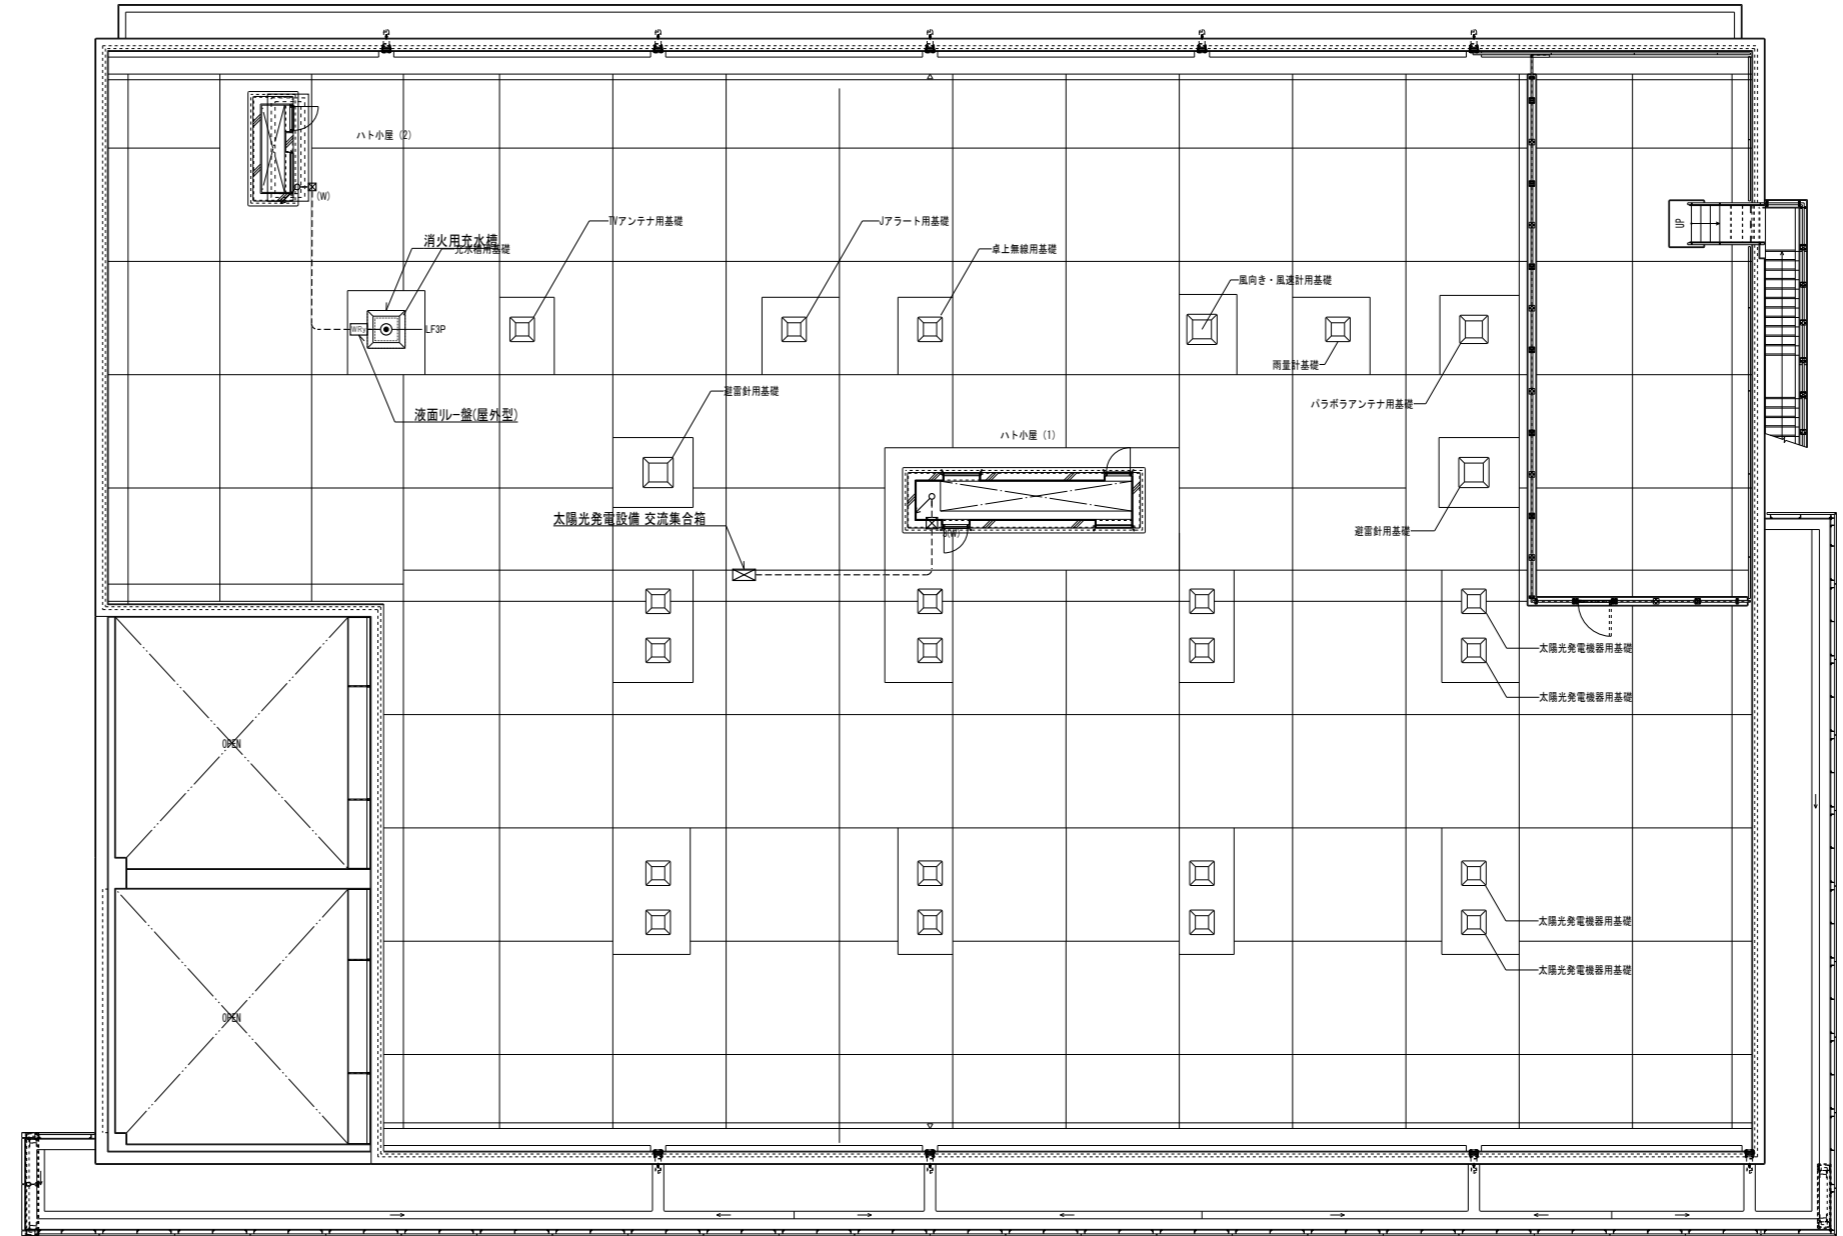 ハト小屋 (2)
(W)
TVアンテナ用基礎
Jアラート用基礎
UP
消火用充水槽
充水槽用基礎
卓上無線用基礎
風向き・風速計用基礎
WRy
LF3P
雨量計基礎
避雷針用基礎
パラボラアンテナ用基礎
液面リレー盤(屋外型)
ハト小屋 (1)
太陽光発電設備 交流集合箱
避雷針用基礎
太陽光発電機器用基礎
太陽光発電機器用基礎
OPEN
太陽光発電機器用基礎
太陽光発電機器用基礎
OPEN